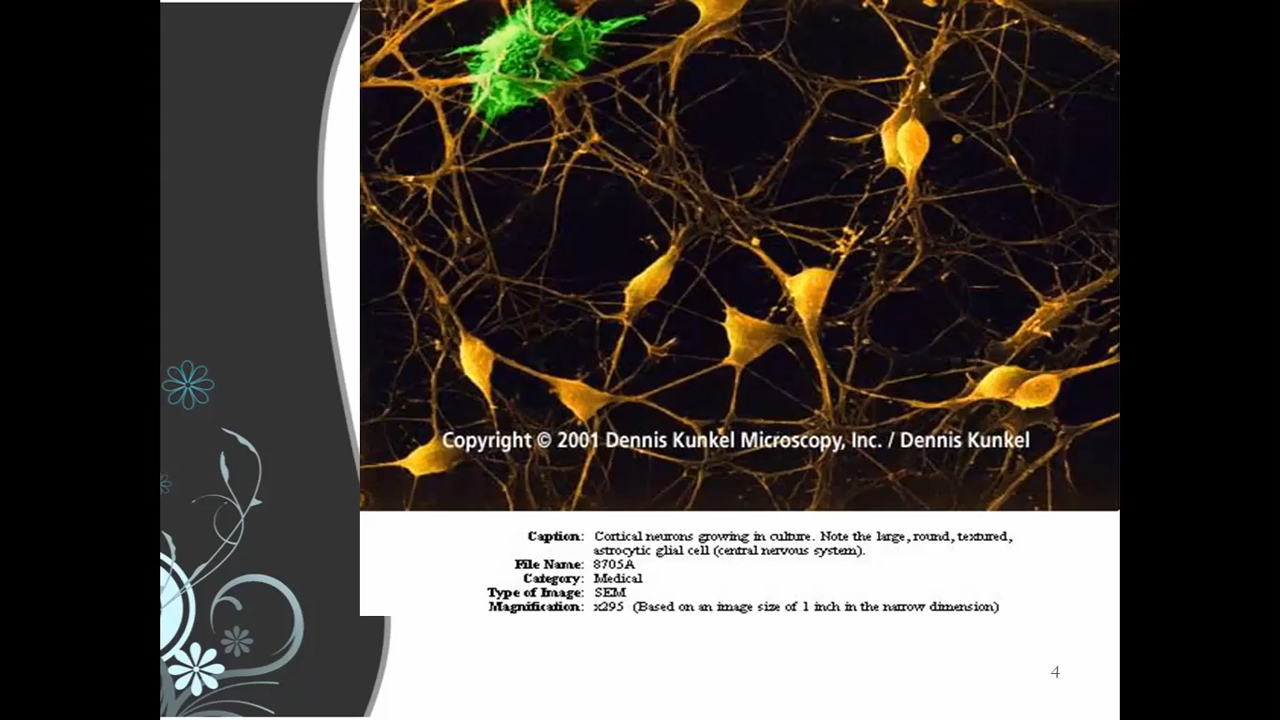 Copyright © 2001 Dennis Kunkel Microscopy, Inc. / Dennis Kunkel
Caption: Cortical neurons growing in culture. Note the large, round, textured,
astrocytic glial cell (central nervous system).
File Name: 8705A
Category: Medical
Type of Image: SEM
Magnification: x295 (Based on an image size of 1 inch in the narrow dimension)
4